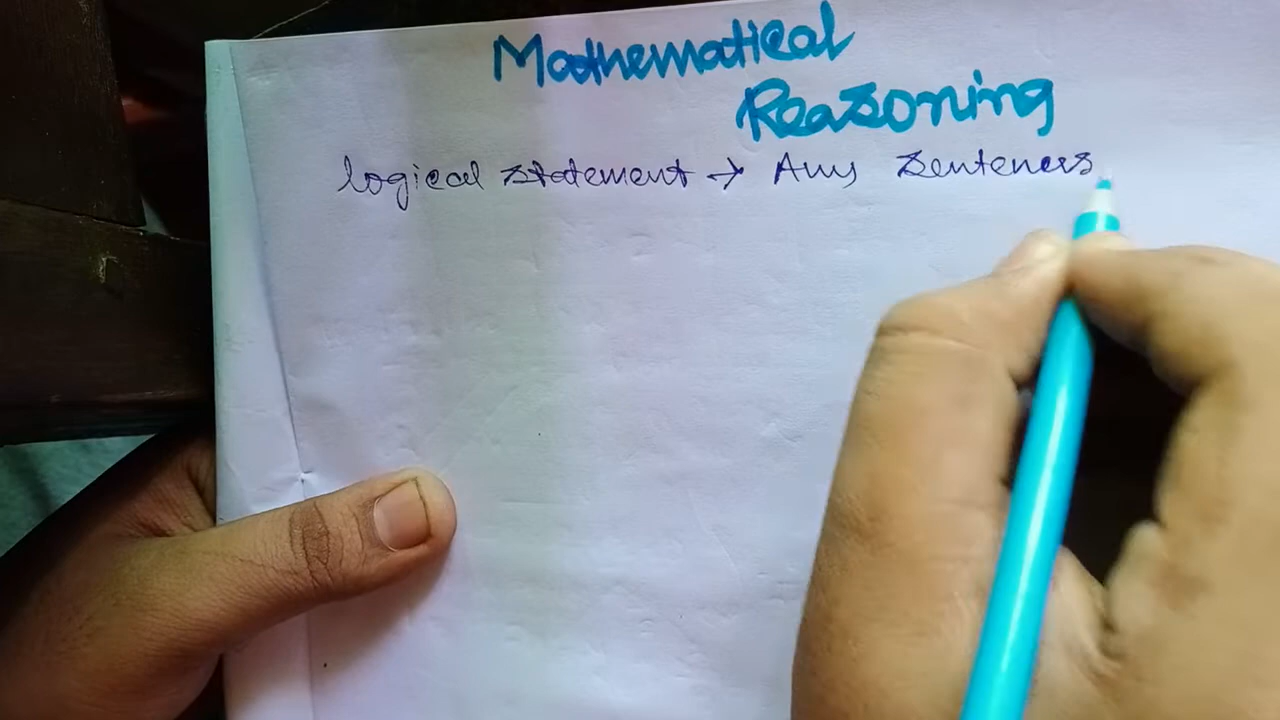 Mathematical
Reasoning
logical statement → Any sentences